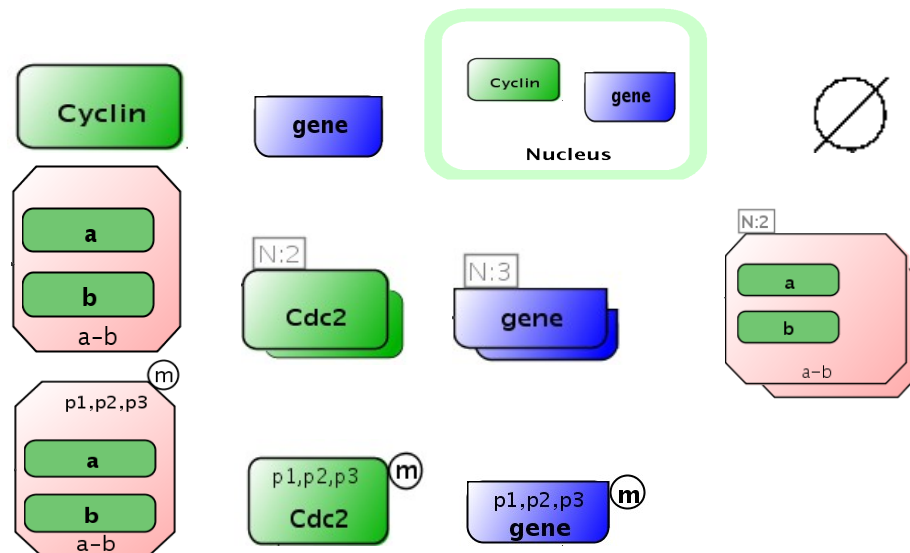 Cyclin
gene
Cyclin
gene
Nucleus
a
b
a-b
N:2
Cdc2
N:3
gene
N:2
a
b
a-b
m
p1,p2,p3
a
b
a-b
p1,p2,p3
m
Cdc2
p1,p2,p3
m
gene